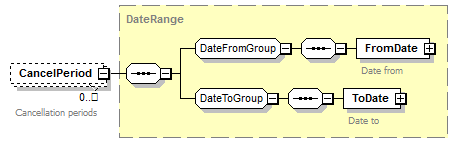 DateRange
DateFromGroup
FromDate
Date from
CancelPeriod
0..□
Cancellation periods
DateToGroup
ToDate
Date to